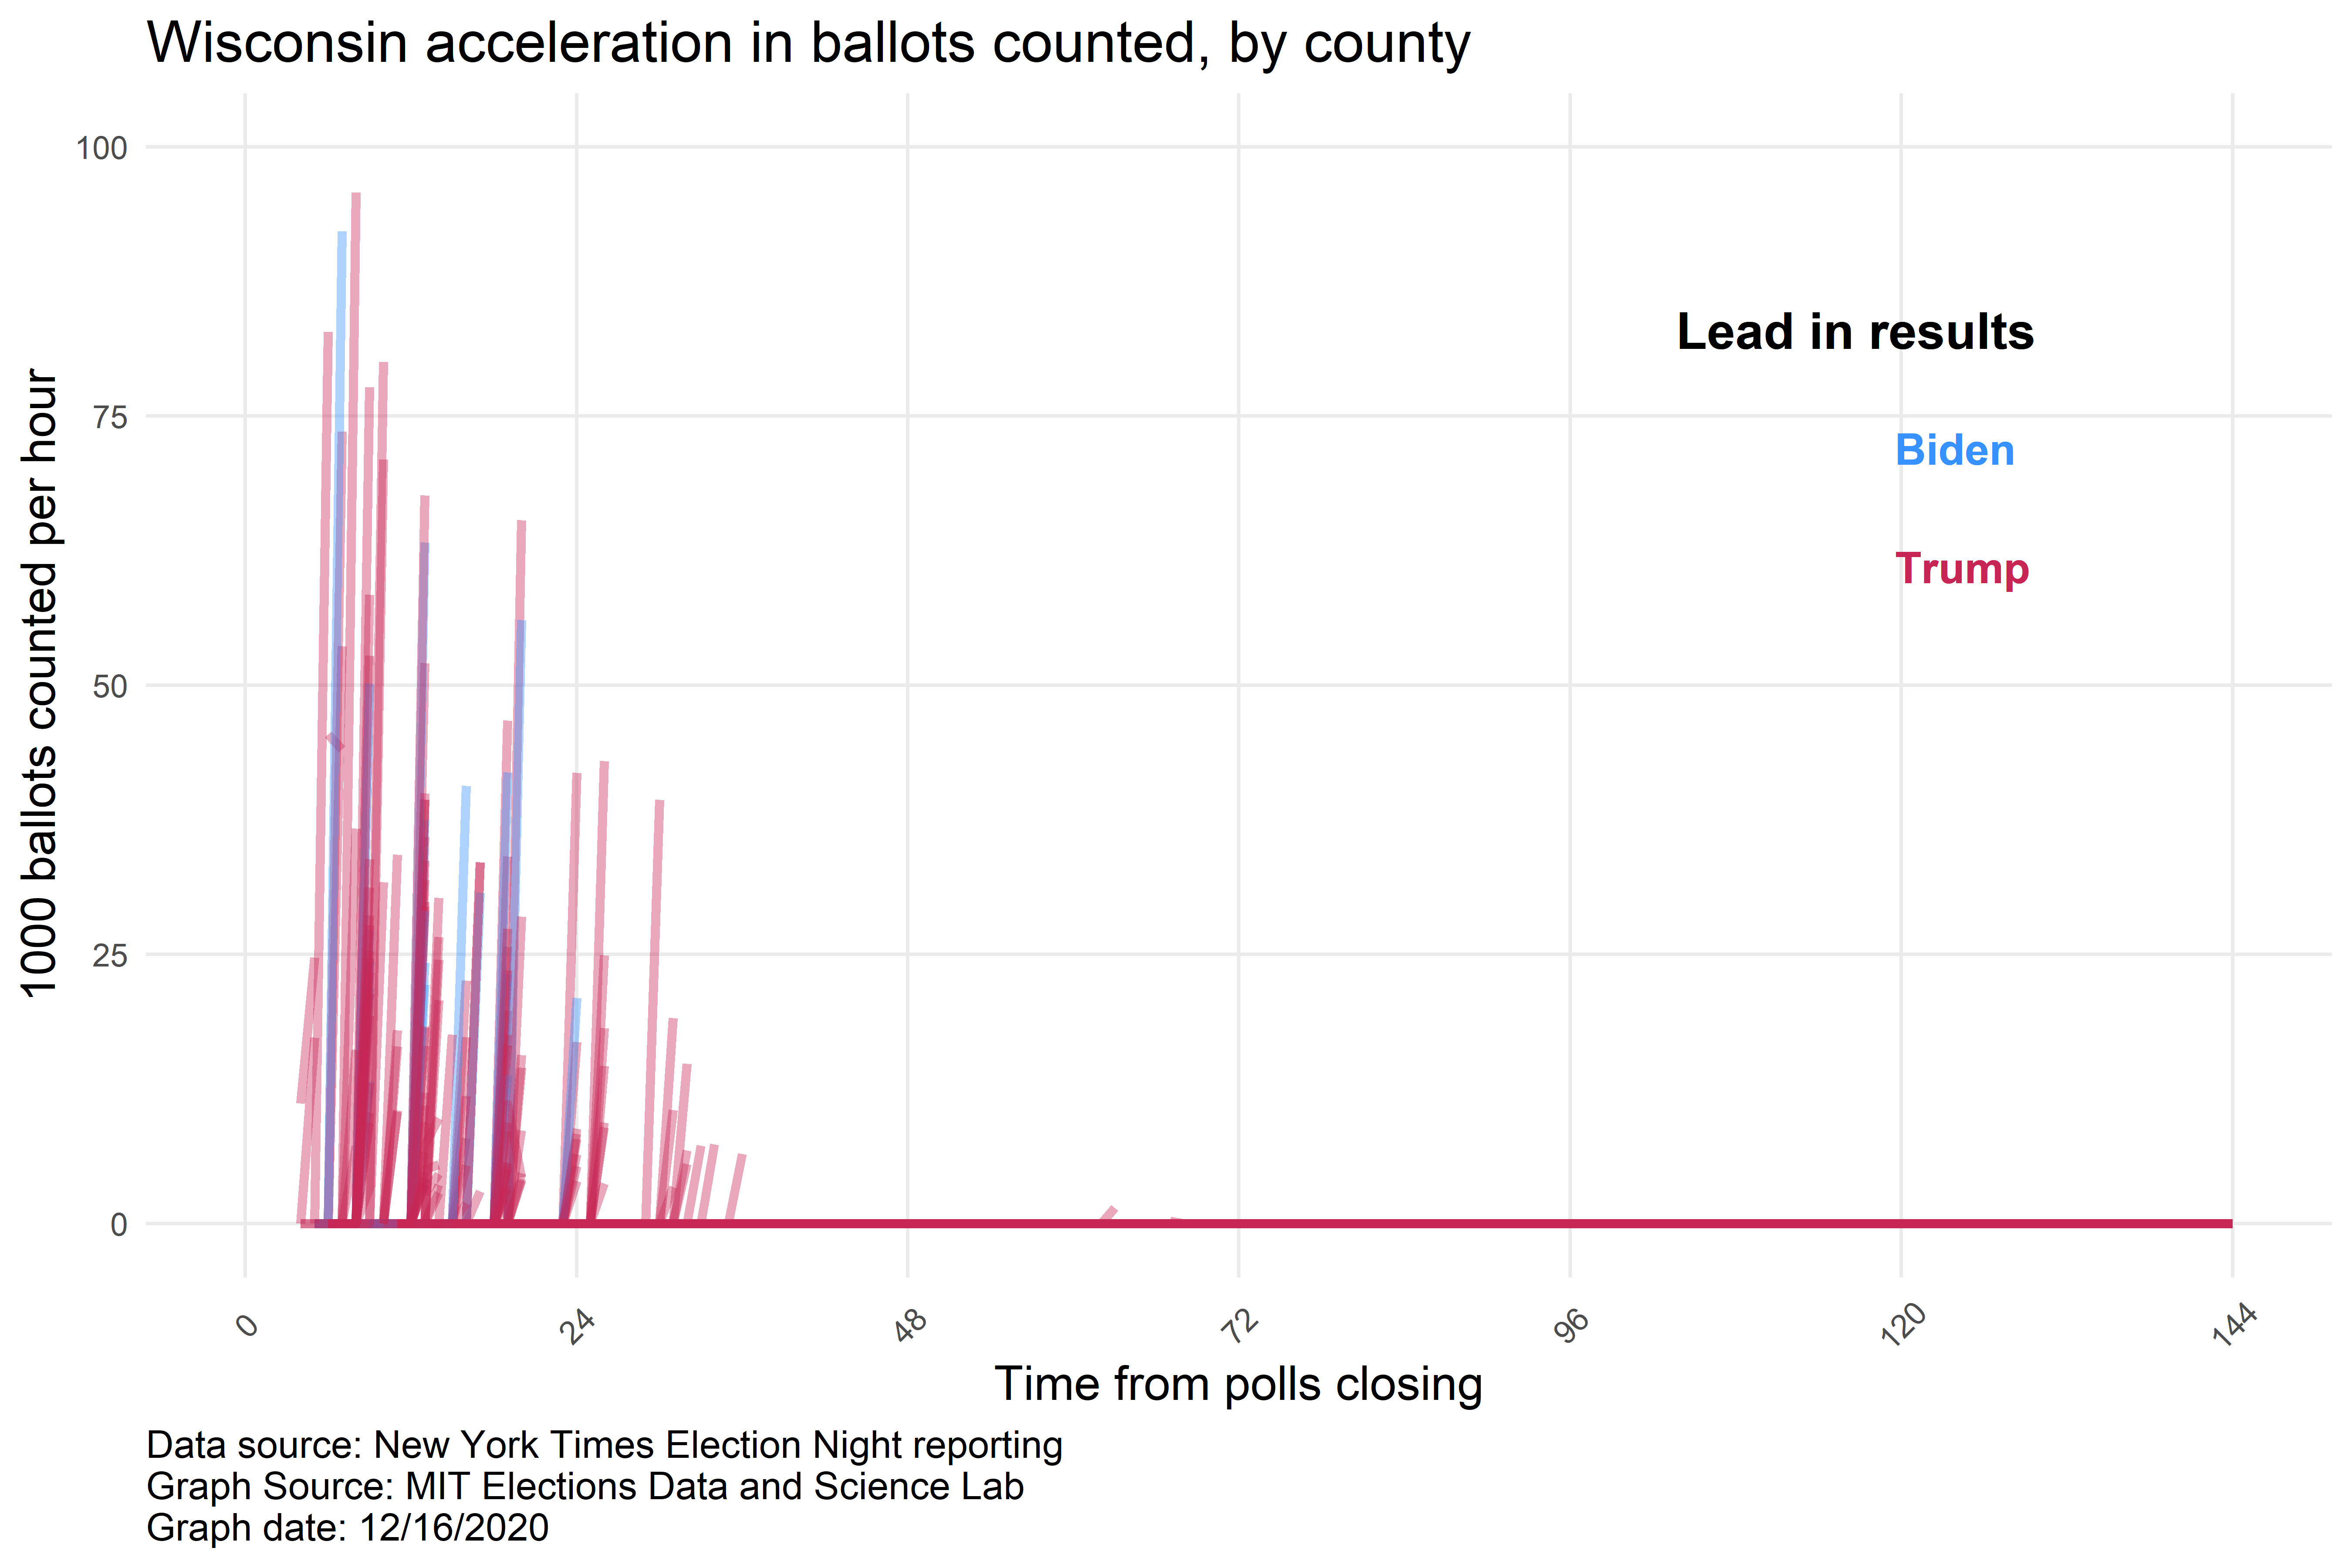 Wisconsin acceleration in ballots counted, by county
1000 ballots counted per hour
100
75
50
25
0
Lead in results
Biden
Trump
0
24
48
72
96
120
144
Time from polls closing
Data source: New York Times Election Night reporting
Graph Source: MIT Elections Data and Science Lab
Graph date: 12/16/2020